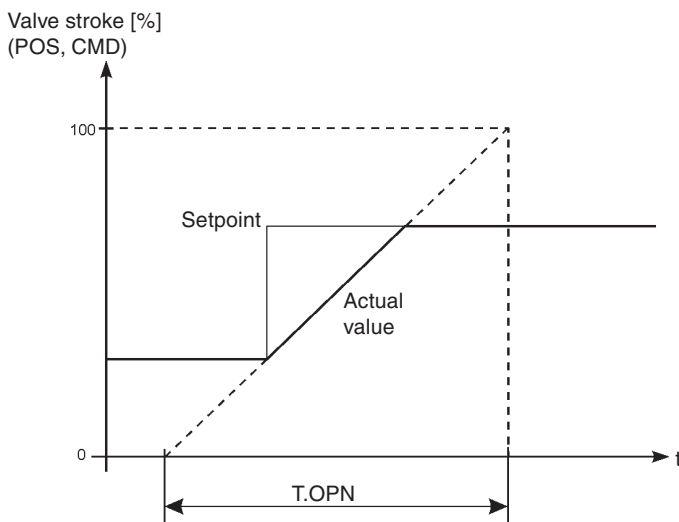 Valve stroke [%]
(POS, CMD)
100
Setpoint
Actual
value
0
t
T.OPN